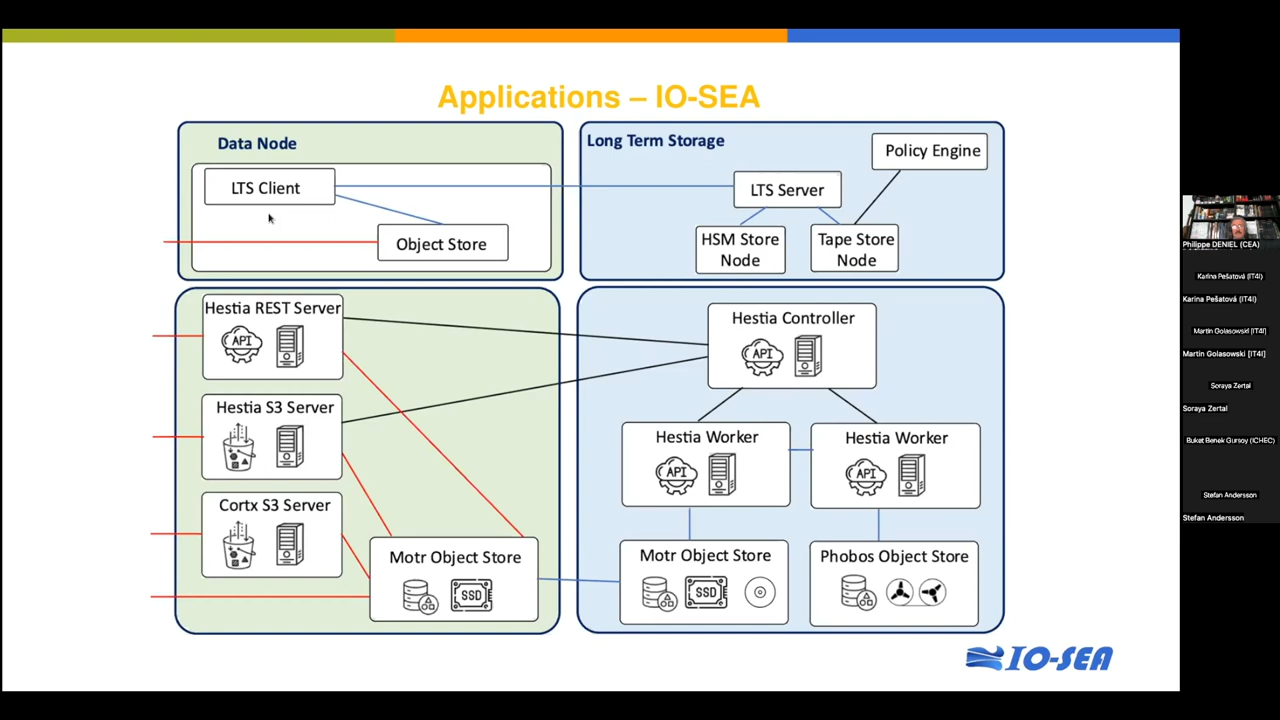 Applications – IO-SEA
Data Node
LTS Client
Object Store
Long Term Storage
Policy Engine
LTS Server
HSM Store
Node
Tape Store
Node
Hestia REST Server
API
Hestia S3 Server
Cortx S3 Server
Motr Object Store
SSD
Hestia Controller
API
Hestia Worker
API
Hestia Worker
API
Motr Object Store
SSD
Phobos Object Store
IO-SEA
Philippe DENIEL (CEA)
Karina Pešatová (IT4I)
Karina Pešatová (IT4I)
Martin Golasowski [IT4I]
Martin Golasowski [IT4I]
Soraya Zertal
Soraya Zertal
Buket Benek Gursoy (ICHEC)
Stefan Andersson
Stefan Andersson